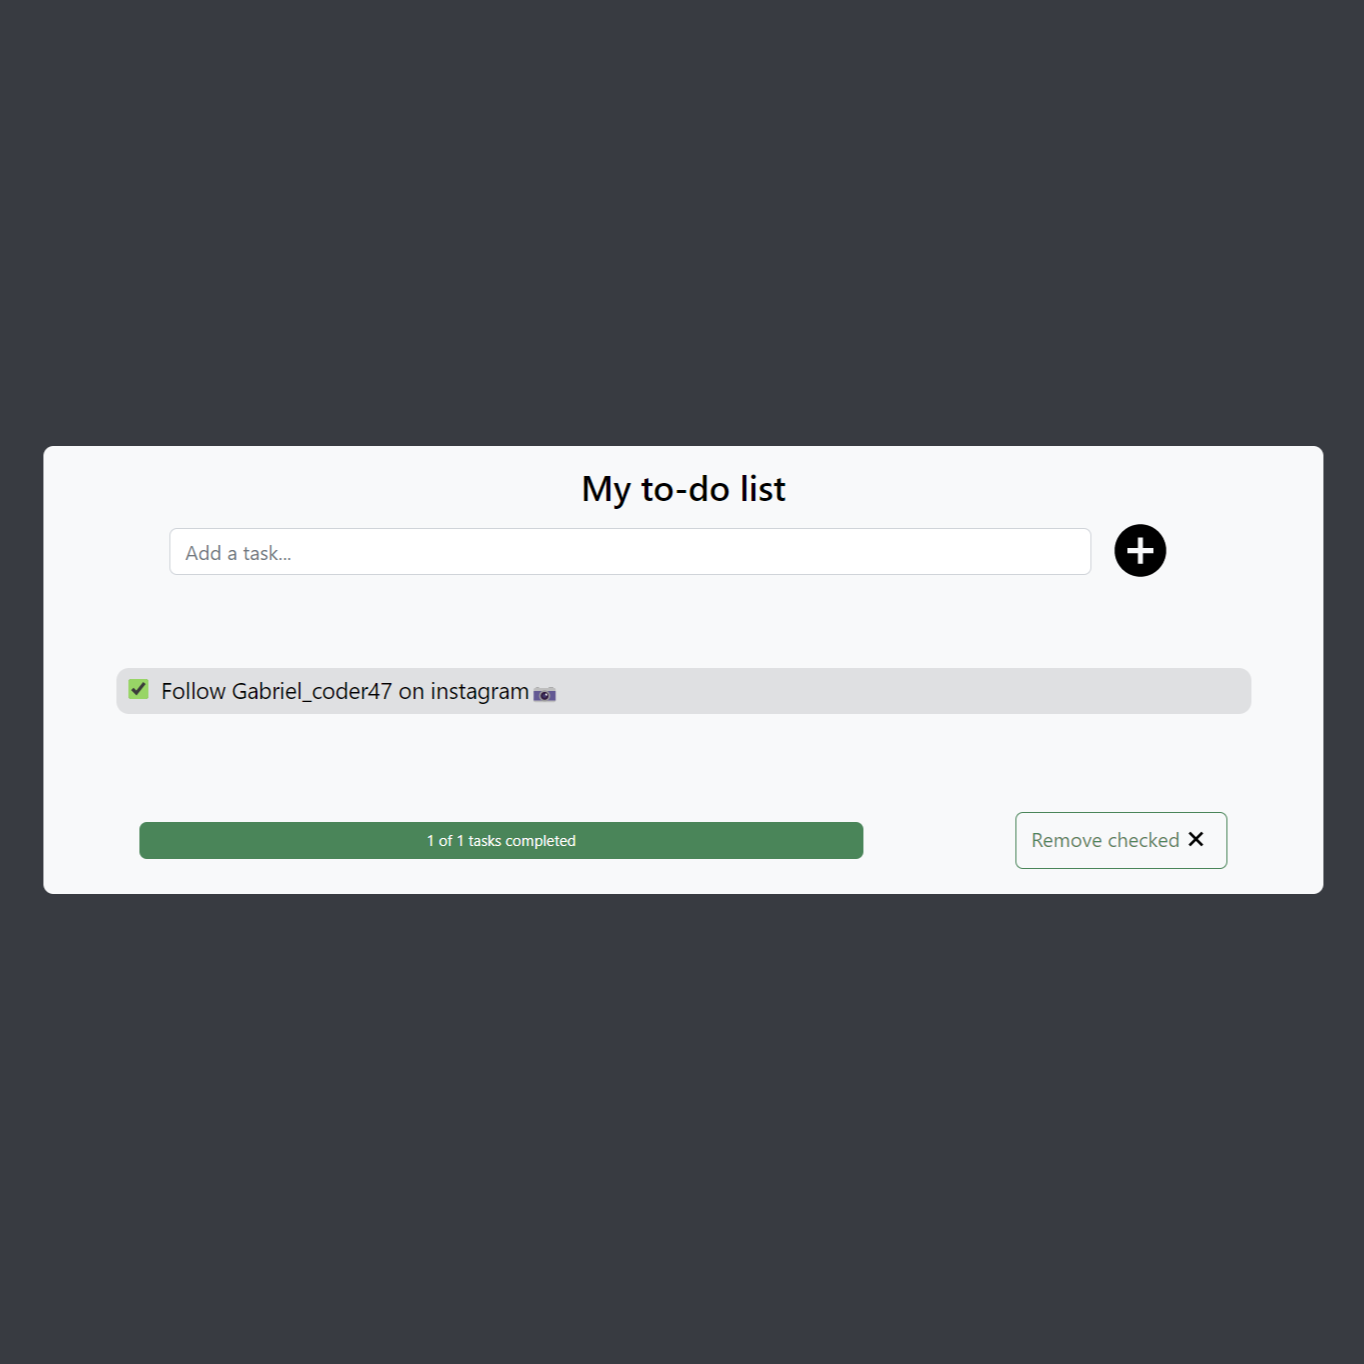 My to-do list
Add a task...
Follow Gabriel_coder47 on instagram📷
1 of 1 tasks completed
Remove checked ✕